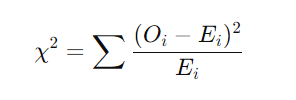 χ² = ∑ (Oᵢ − Eᵢ)² / Eᵢ